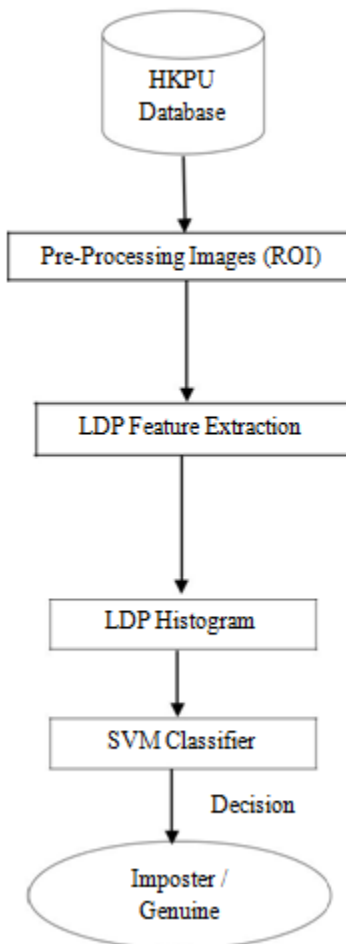 HKPU
Database
Pre-Processing Images (ROI)
LDP Feature Extraction
LDP Histogram
SVM Classifier
Decision
Imposter /
Genuine